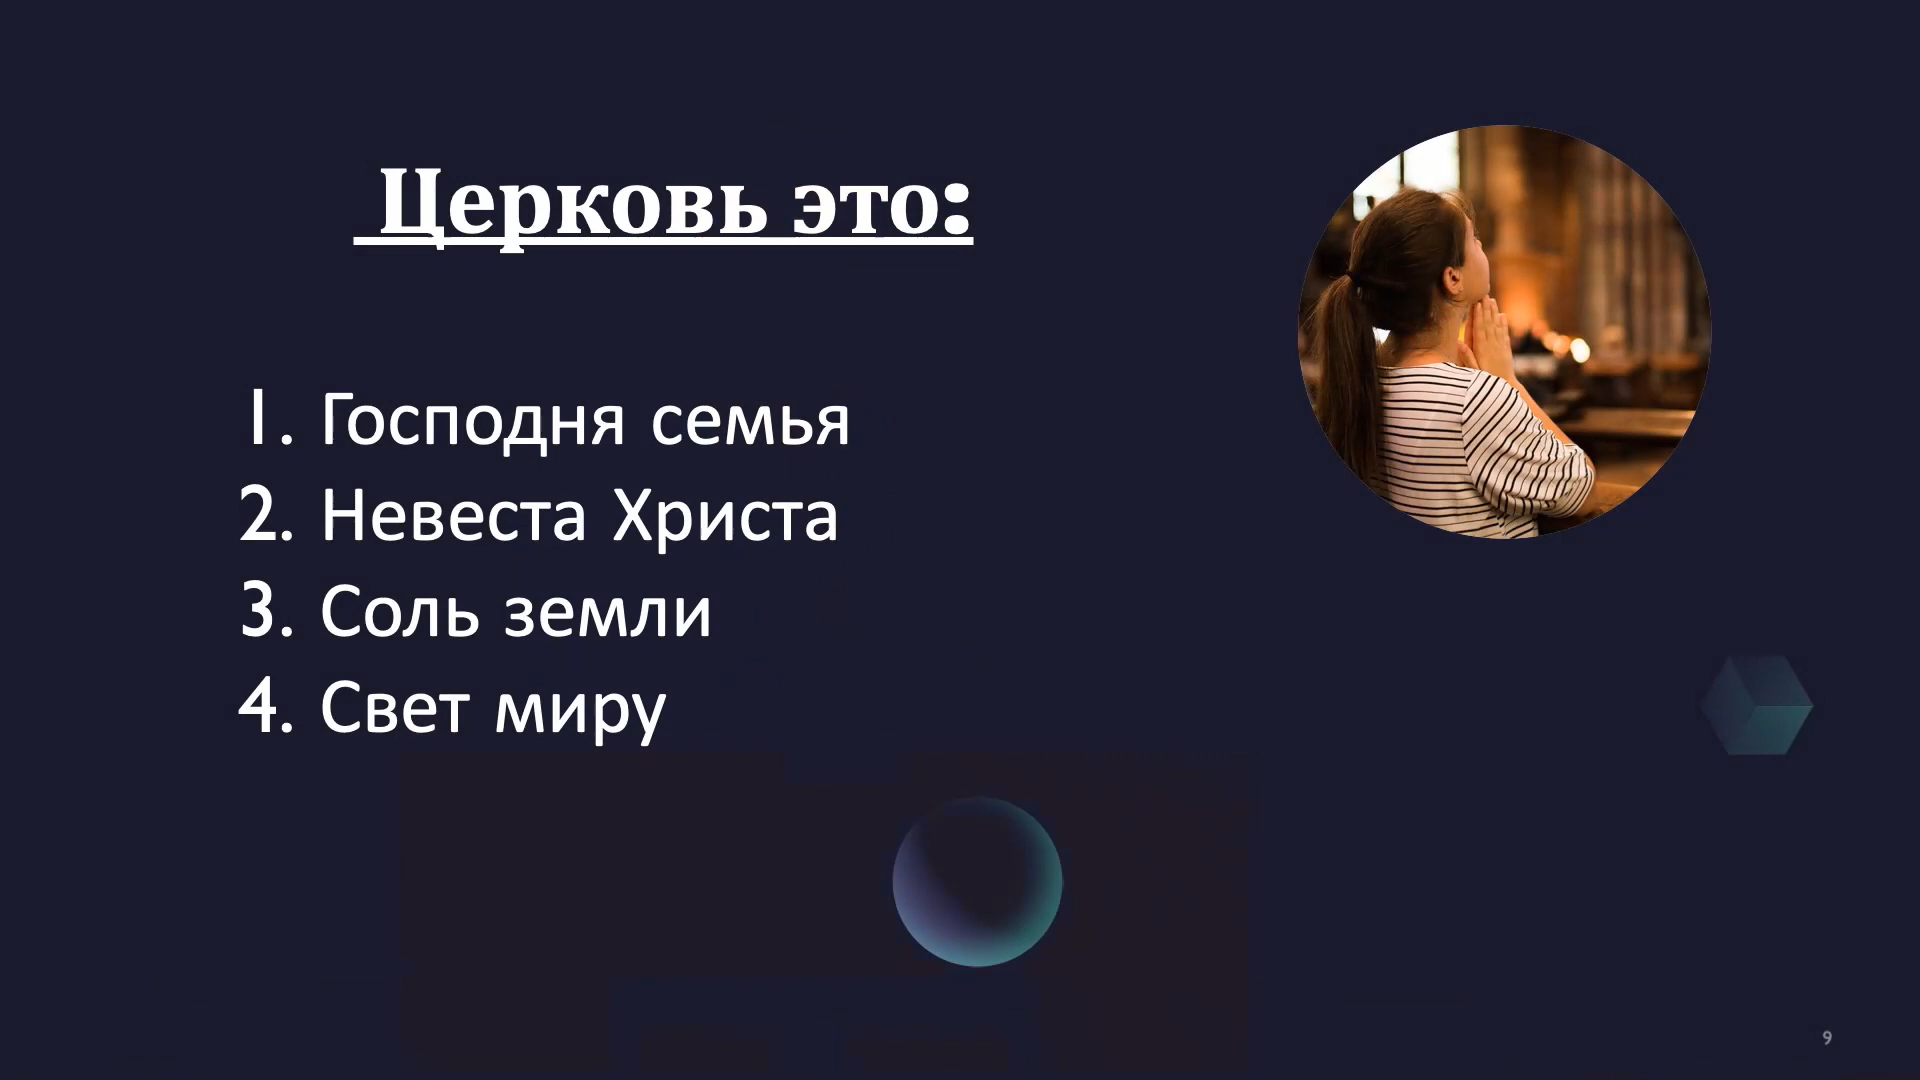 Церковь это:
1. Господня семья
2. Невеста Христа
3. Соль земли
4. Свет миру
9